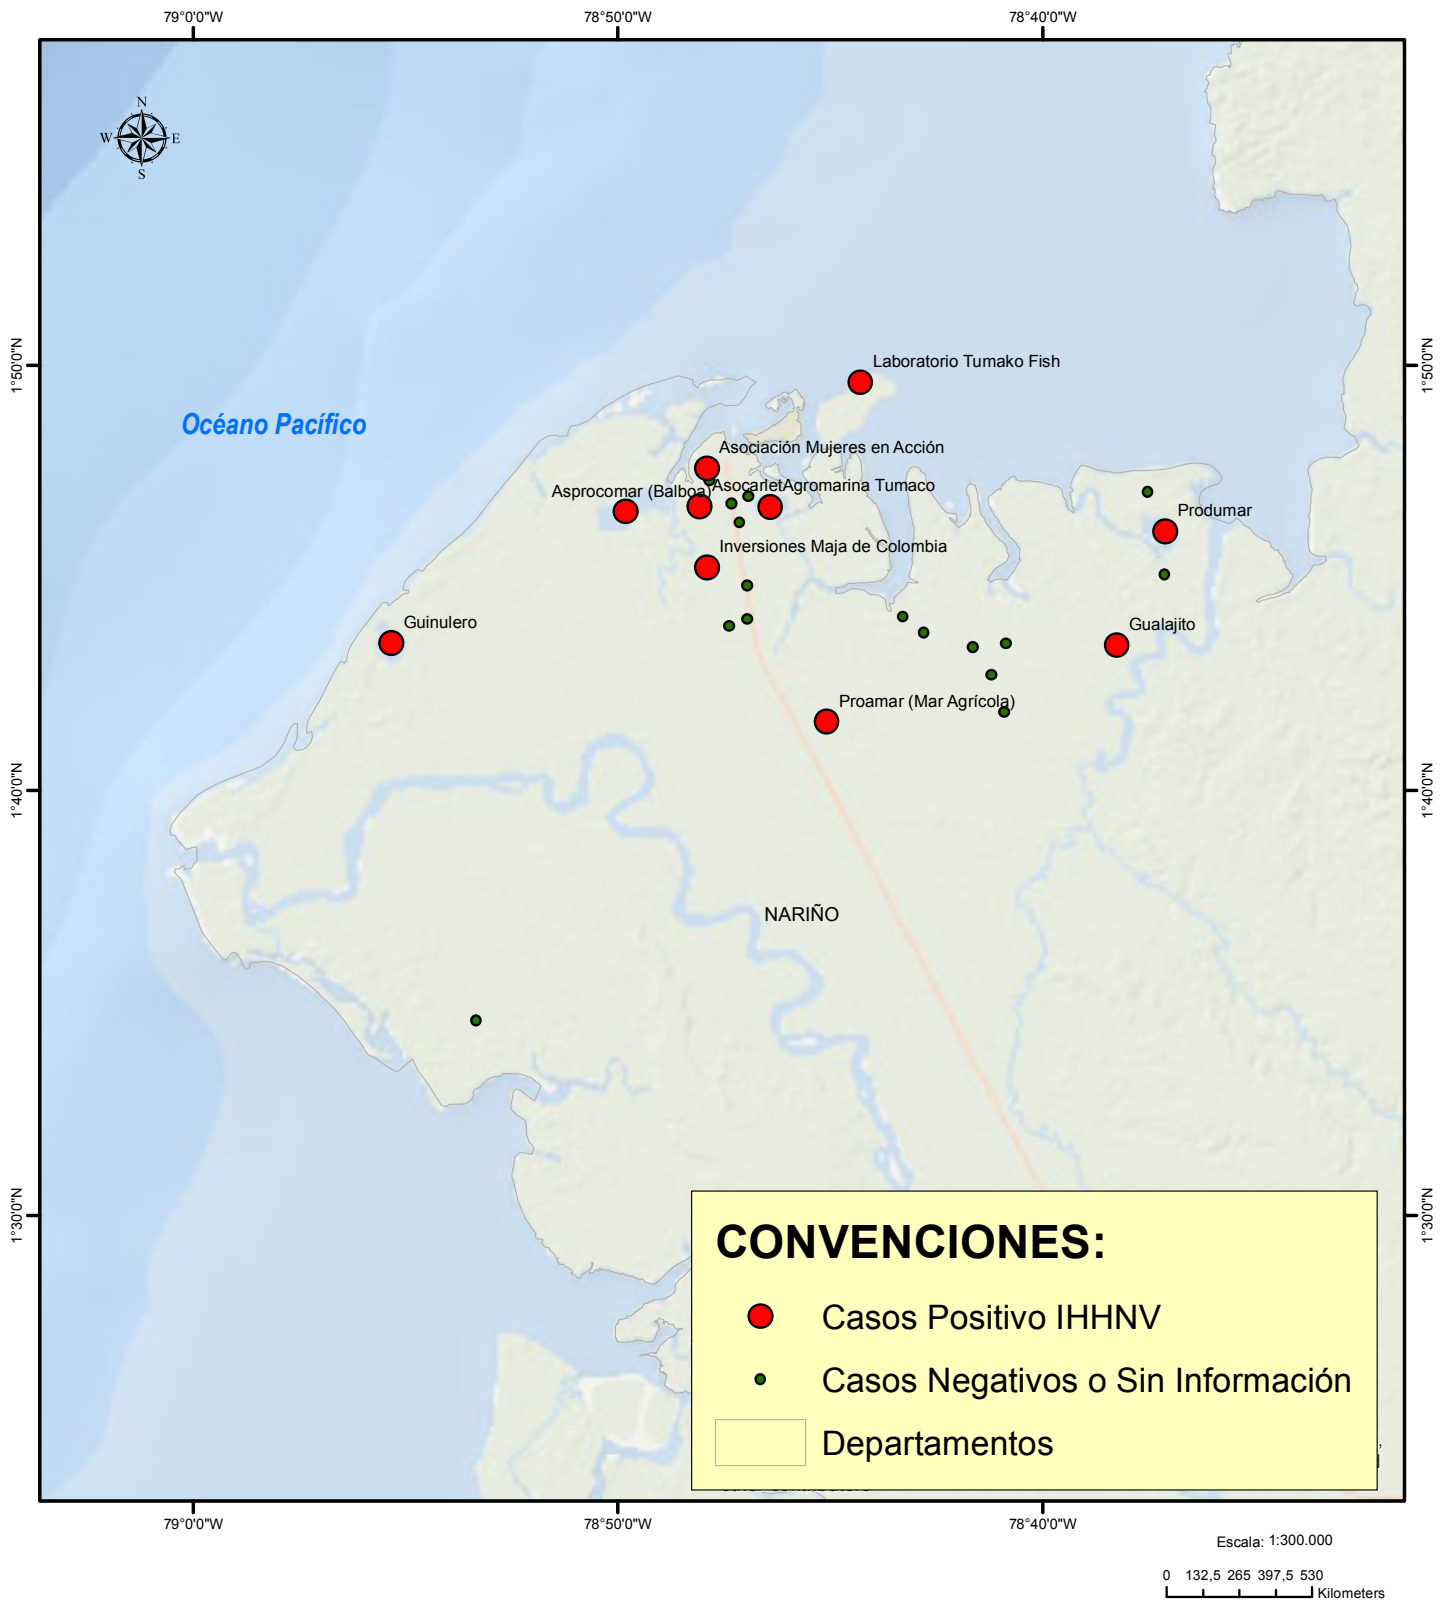 79°0'0"W
78°50'0"W
78°40'0"W
N
W
E
S
1°50'0"N
1°50'0"N
Laboratorio Tumako Fish
Océano Pacífico
Asociación Mujeres en Acción
Asprocomar (Balboa)
Asocarlet
Agromarina Tumaco
Produmar
Inversiones Maja de Colombia
Guinulero
Gualajito
Proamar (Mar Agrícola)
1°40'0"N
1°40'0"N
NARIÑO
1°30'0"N
1°30'0"N
CONVENCIONES:
Casos Positivo IHHNV
Casos Negativos o Sin Información
Departamentos
79°0'0"W
78°50'0"W
78°40'0"W
Escala: 1:300.000
0 132,5 265 397,5 530
Kilometers